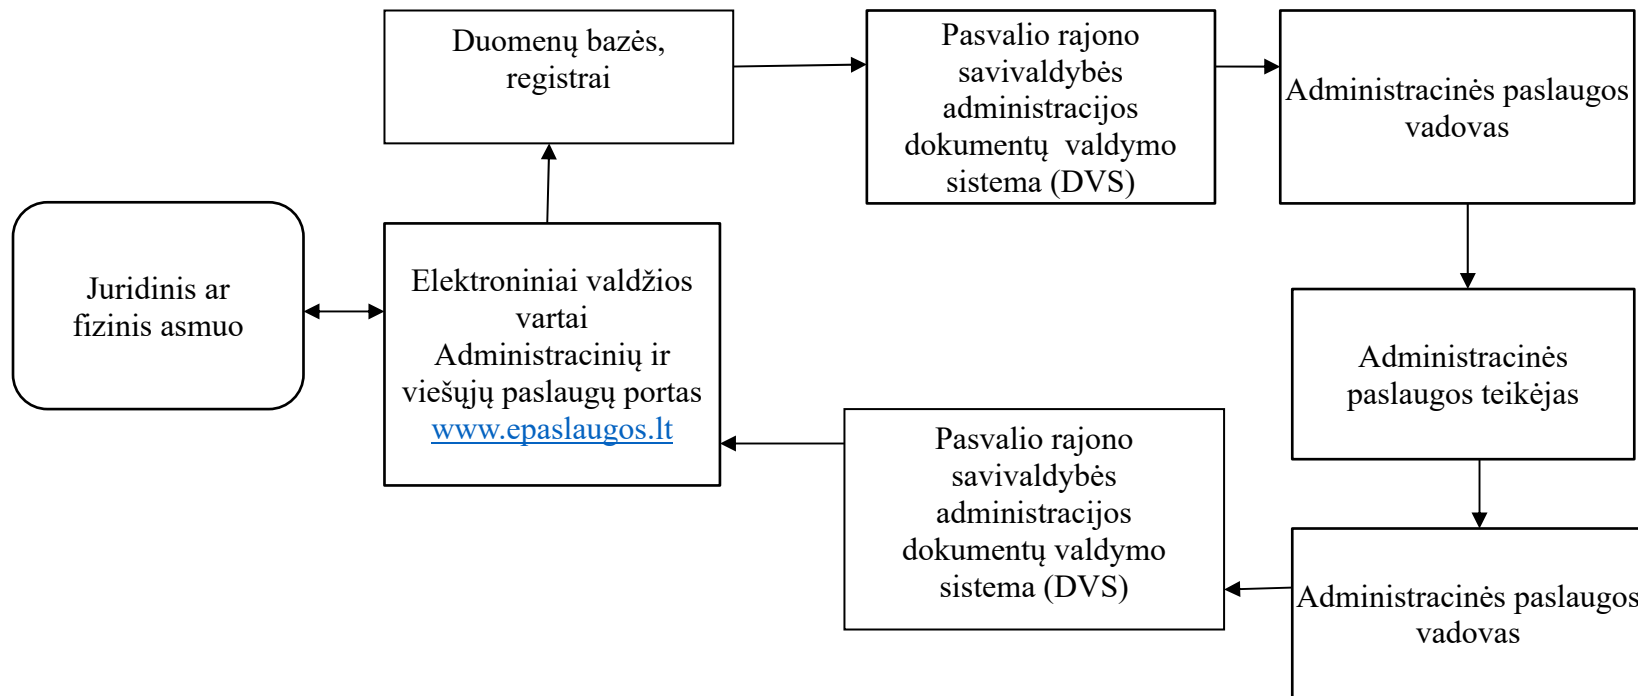 Duomenų bazės,
registrai
Pasvalio rajono
savivaldybės
administracijos
dokumentų valdymo
sistema (DVS)
Administracinės paslaugos
vadovas
Juridinis ar
fizinis asmuo
Elektroniniai valdžios
vartai
Administracinių ir
viešųjų paslaugų portas
www.epaslaugos.lt
Administracinės
paslaugos teikėjas
Pasvalio rajono
savivaldybės
administracijos
dokumentų valdymo
sistema (DVS)
Administracinės paslaugos
vadovas